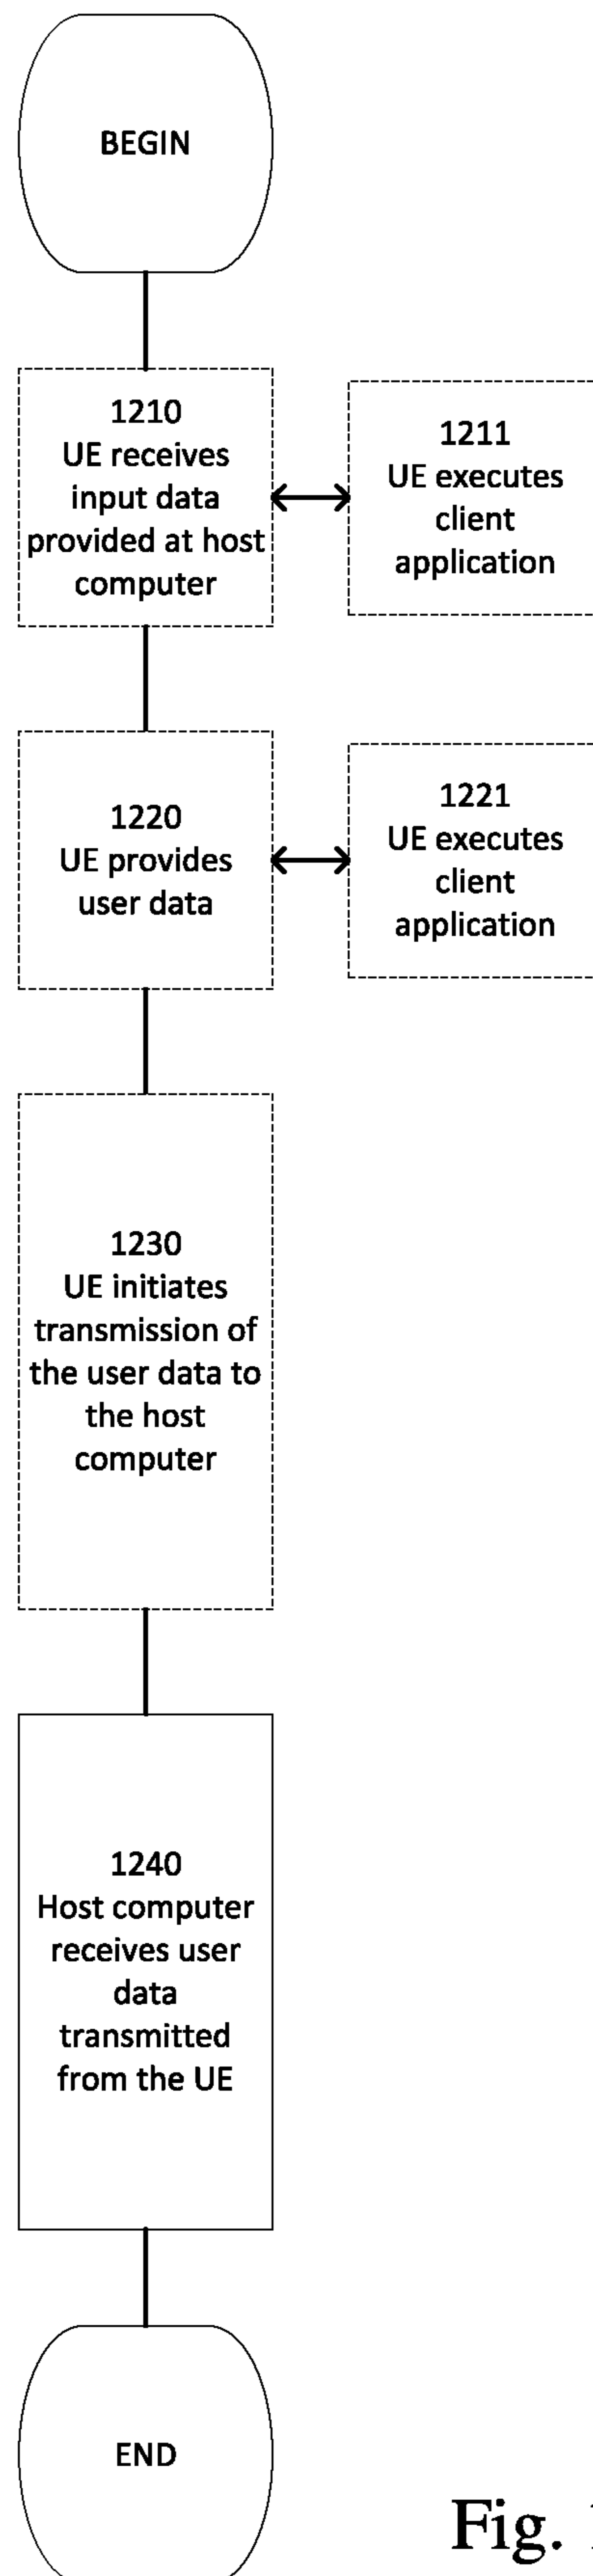 BEGIN
1210
UE receives
input data
provided at host
computer
1211
UE executes
client
application
1220
UE provides
user data
1221
UE executes
client
application
1230
UE initiates
transmission of
the user data to
the host
computer
1240
Host computer
receives user
data
transmitted
from the UE
END
Fig.